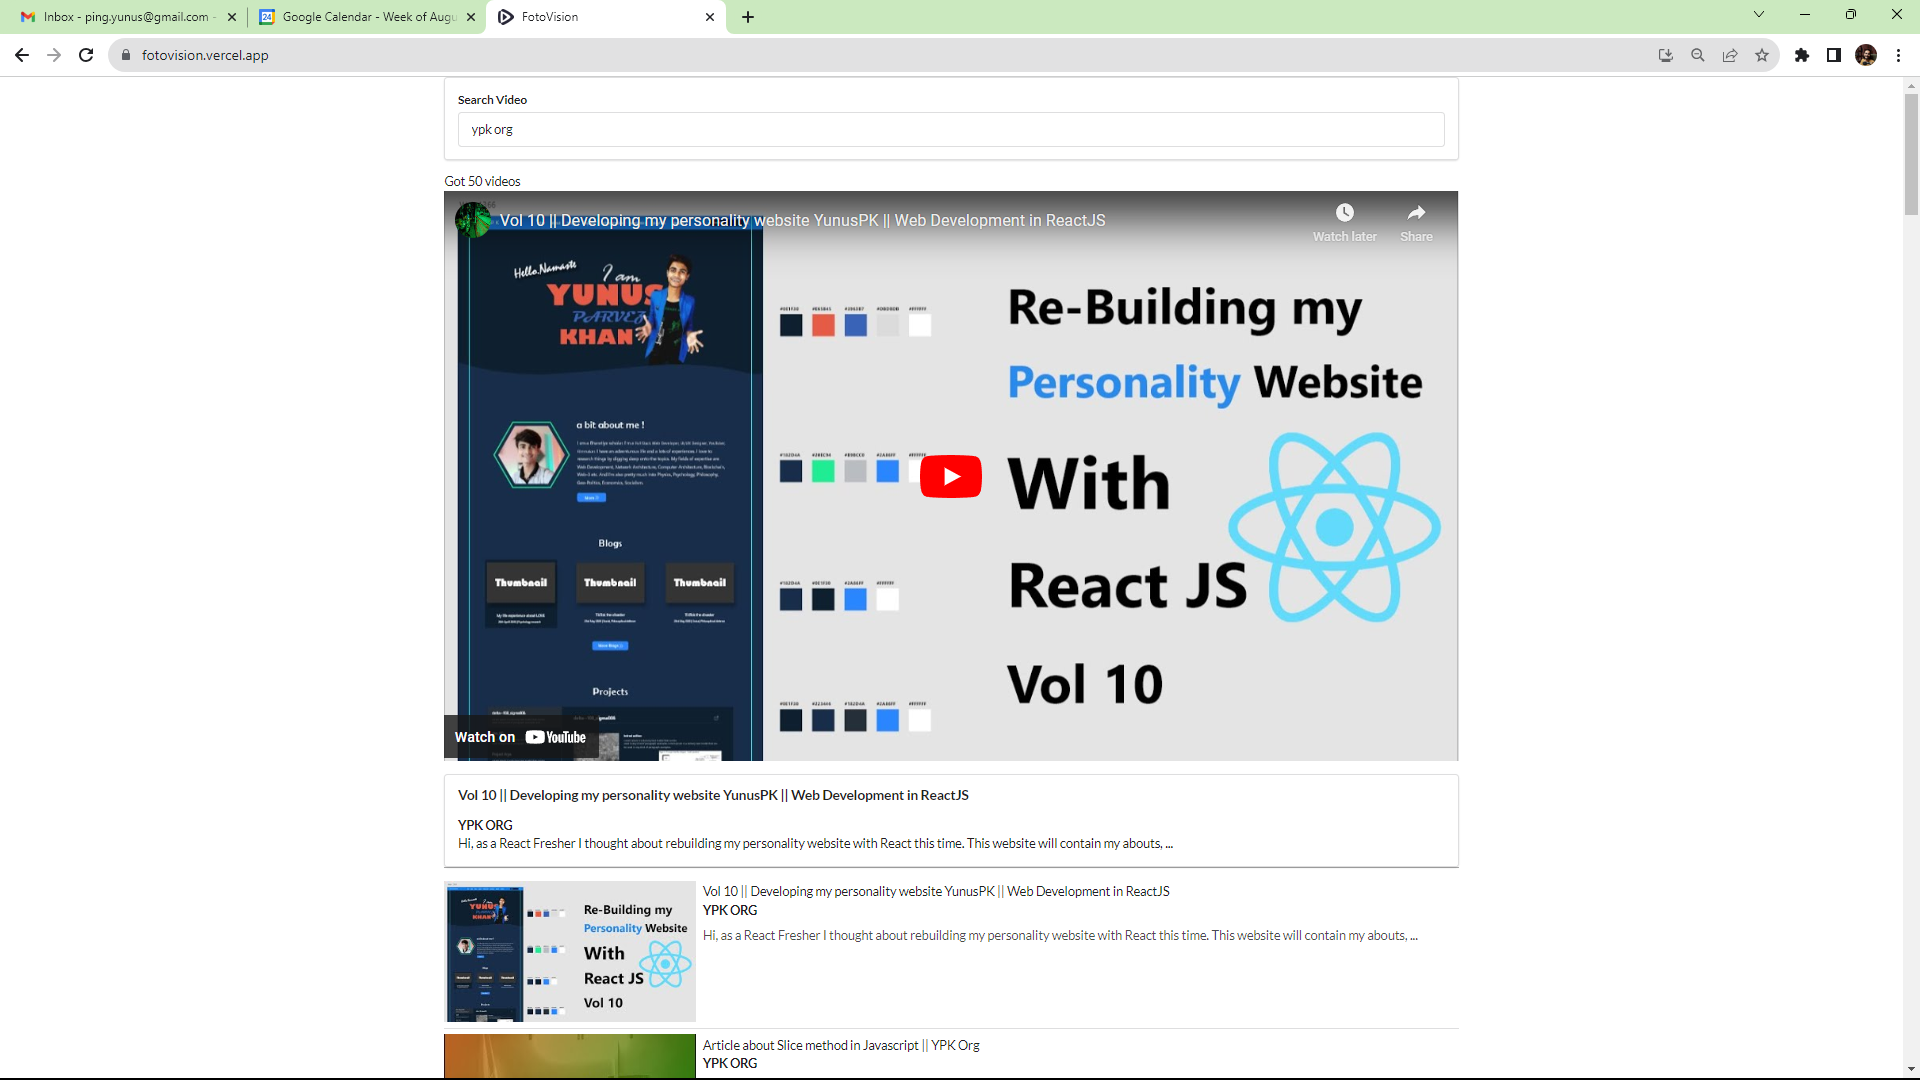 Inbox - ping.yunus@gmail.com -
Google Calendar - Week of Augu
FotoVision
fotovision.vercel.app
Search Video
ypk org
Got 50 videos
Vol 10 || Developing my personality website YunusPK || Web Development in ReactJS
Watch later
Share
Hello.Namaste
I am
YUNUS
PARVEZ
KHAN
a bit about me !
Blogs
Thumbnail
Thumbnail
Thumbnail
Projects
Re-Building my
Personality Website
With
React JS
Vol 10
Watch on YouTube
Vol 10 || Developing my personality website YunusPK || Web Development in ReactJS
YPK ORG
Hi, as a React Fresher I thought about rebuilding my personality website with React this time. This website will contain my abouts, ...
Re-Building my
Personality Website
With
React JS
Vol 10
Vol 10 || Developing my personality website YunusPK || Web Development in ReactJS
YPK ORG
Hi, as a React Fresher I thought about rebuilding my personality website with React this time. This website will contain my abouts, ...
Article about Slice method in Javascript || YPK Org
YPK ORG